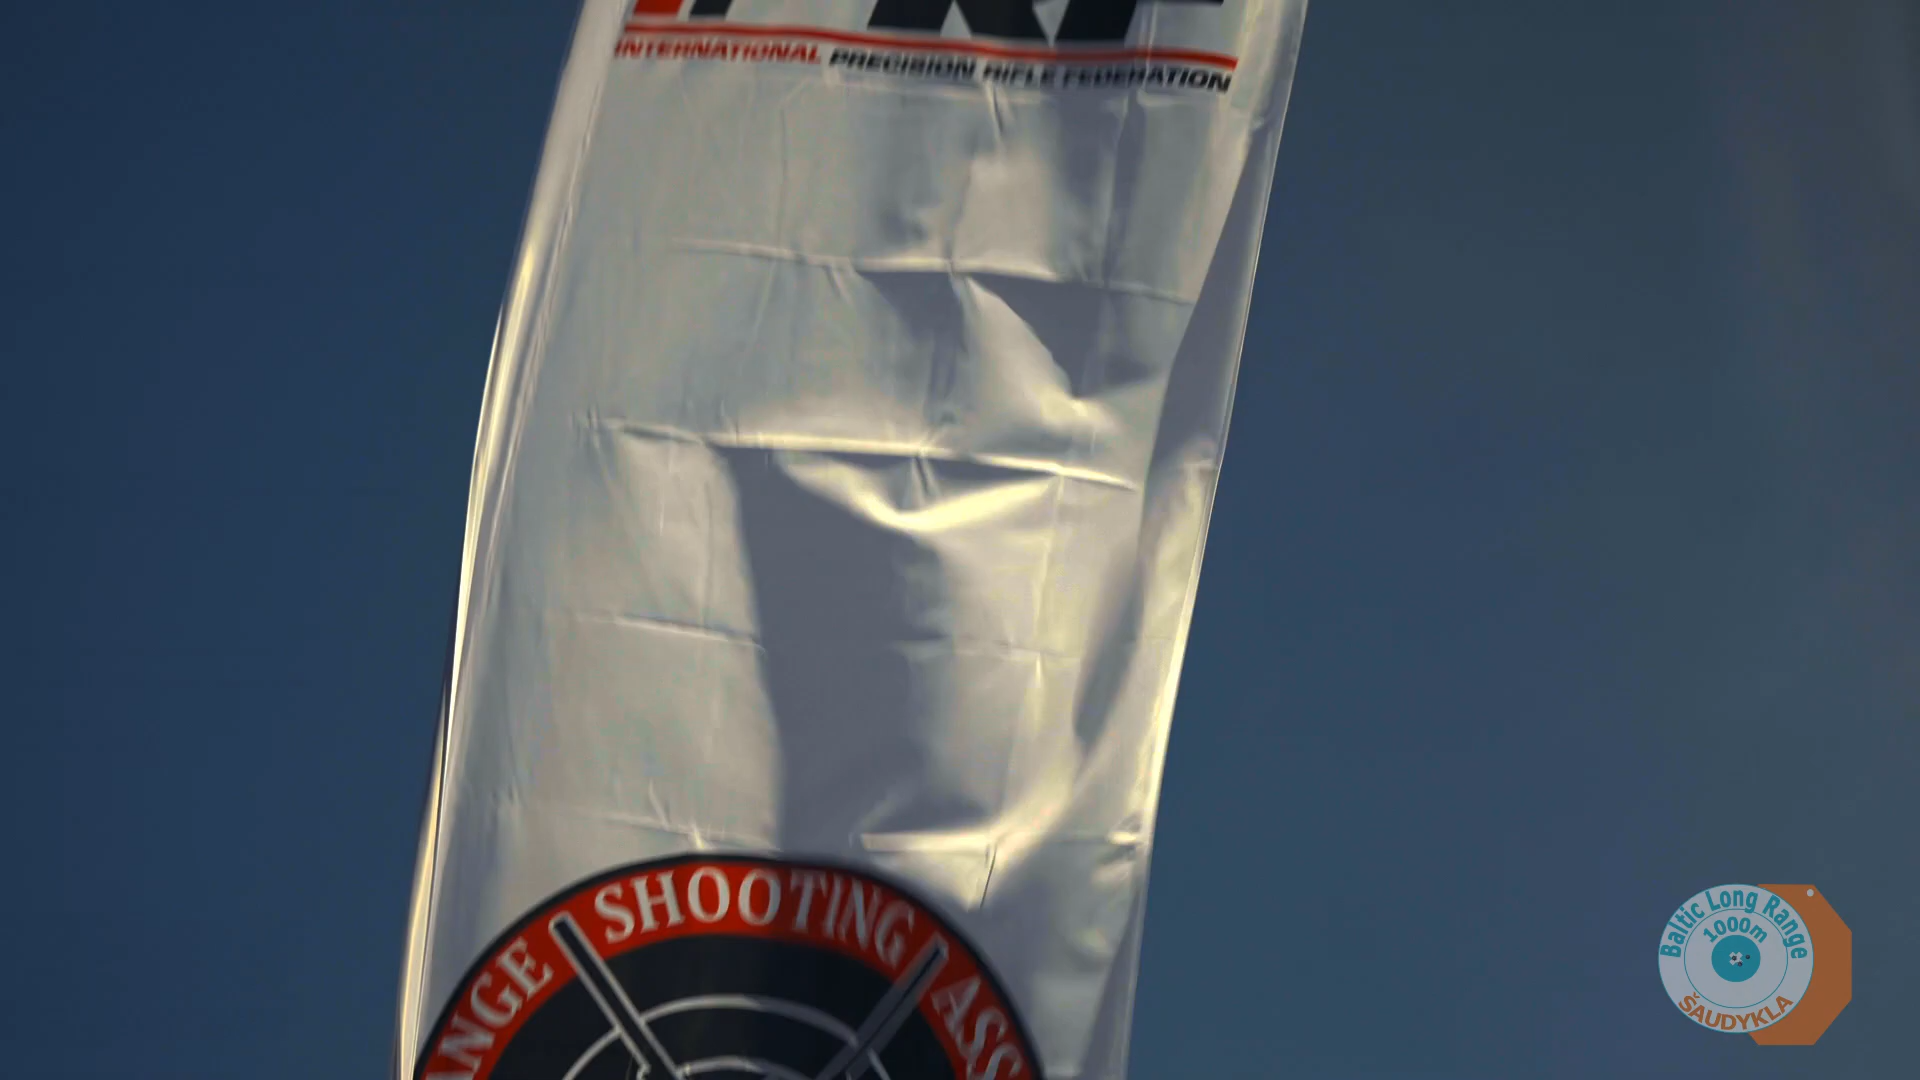 INTERNATIONAL PRECISION RIFLE FEDERATION
SHOOTING
Baltic Long Range
1000m
ŠAUDYKLA